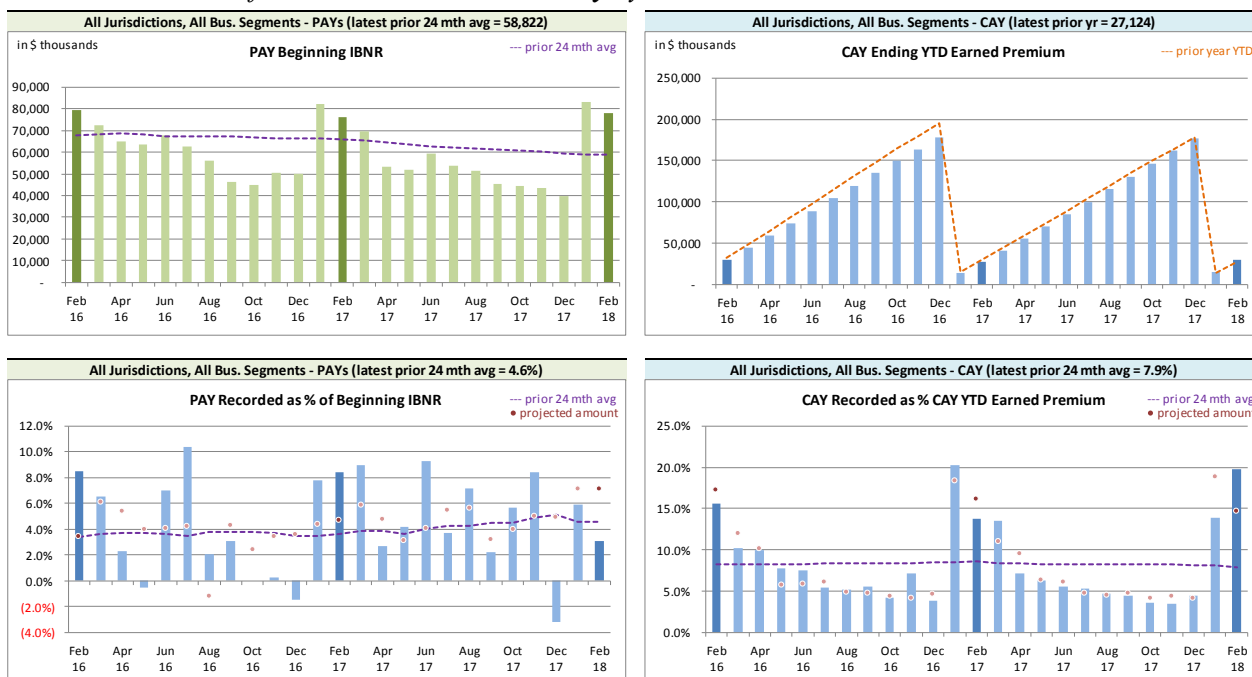 All Jurisdictions, All Bus. Segments - PAYs (latest prior 24 mth avg = 58,822)
in $ thousands
PAY Beginning IBNR
--- prior 24 mth avg
90,000
80,000
70,000
60,000
50,000
40,000
30,000
20,000
10,000
-
Feb Apr Jun Aug Oct Dec Feb Apr Jun Aug Oct Dec Feb
16 16 16 16 16 16 17 17 17 17 17 17 18
All Jurisdictions, All Bus. Segments - CAY (latest prior yr = 27,124)
in $ thousands
CAY Ending YTD Earned Premium
--- prior year YTD
250,000
200,000
150,000
100,000
50,000
-
Feb Apr Jun Aug Oct Dec Feb Apr Jun Aug Oct Dec Feb
16 16 16 16 16 16 17 17 17 17 17 17 18
All Jurisdictions, All Bus. Segments - PAYs (latest prior 24 mth avg = 4.6%)
PAY Recorded as % of Beginning IBNR
--- prior 24 mth avg
• projected amount
12.0%
10.0%
8.0%
6.0%
4.0%
2.0%
0.0%
(2.0%)
(4.0%)
Feb Apr Jun Aug Oct Dec Feb Apr Jun Aug Oct Dec Feb
16 16 16 16 16 16 17 17 17 17 17 17 18
All Jurisdictions, All Bus. Segments - CAY (latest prior 24 mth avg = 7.9%)
CAY Recorded as % CAY YTD Earned Premium
--- prior 24 mth avg
• projected amount
25.0%
20.0%
15.0%
10.0%
5.0%
0.0%
Feb Apr Jun Aug Oct Dec Feb Apr Jun Aug Oct Dec Feb
16 16 16 16 16 16 17 17 17 17 17 17 18